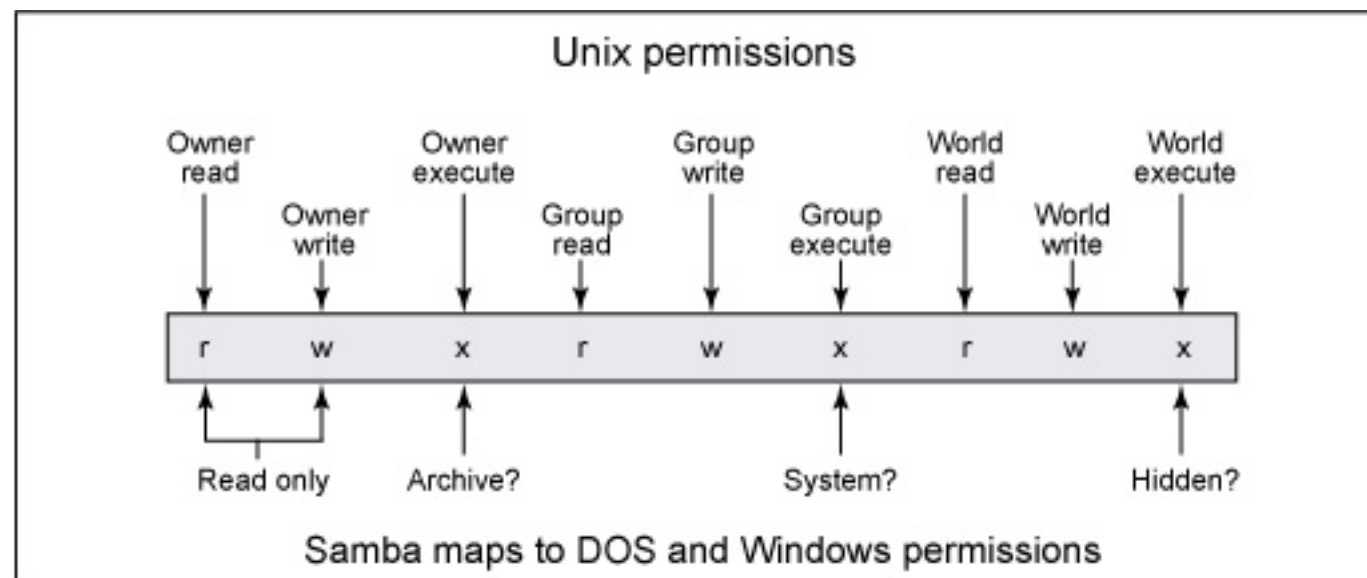 Unix permissions
Owner
read
Owner
execute
Group
write
World
read
World
execute
Owner
write
Group
read
Group
execute
World
write
r w x r w x r w x
Read only Archive? System? Hidden?
Samba maps to DOS and Windows permissions